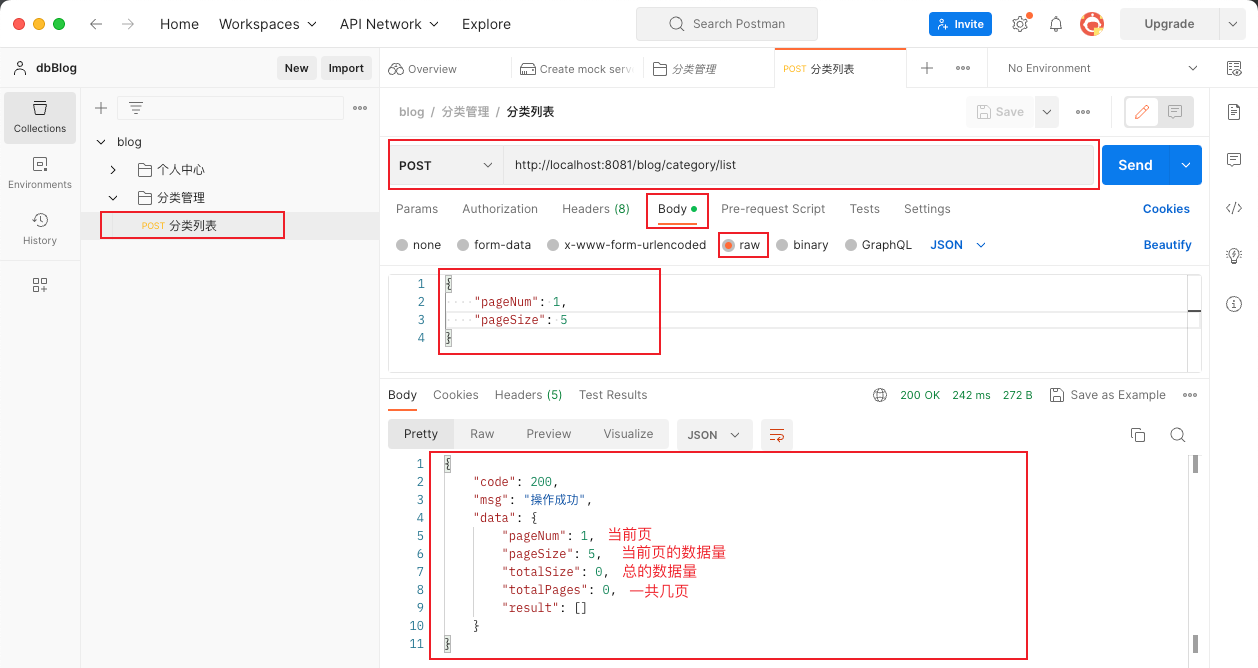 Home Workspaces API Network Explore Search Postman Invite Upgrade
dbBlog New Import Overview Create mock serv 分类管理 POST 分类列表 No Environment
Collections
Environments
History
blog
个人中心
分类管理
POST 分类列表
blog / 分类管理 / 分类列表 Save
POST http://localhost:8081/blog/category/list Send
Params Authorization Headers (8) Body Pre-request Script Tests Settings Cookies
none form-data x-www-form-urlencoded raw binary GraphQL JSON Beautify
1 {
2 "pageNum": 1,
3 "pageSize": 5
4 }
Body Cookies Headers (5) Test Results 200 OK 242 ms 272 B Save as Example
Pretty Raw Preview Visualize JSON
1 {
2 "code": 200,
3 "msg": "操作成功",
4 "data": {
5 "pageNum": 1, 当前页
6 "pageSize": 5, 当前页的数据量
7 "totalSize": 0, 总的数据量
8 "totalPages": 0, 一共几页
9 "result": []
10 }
11 }